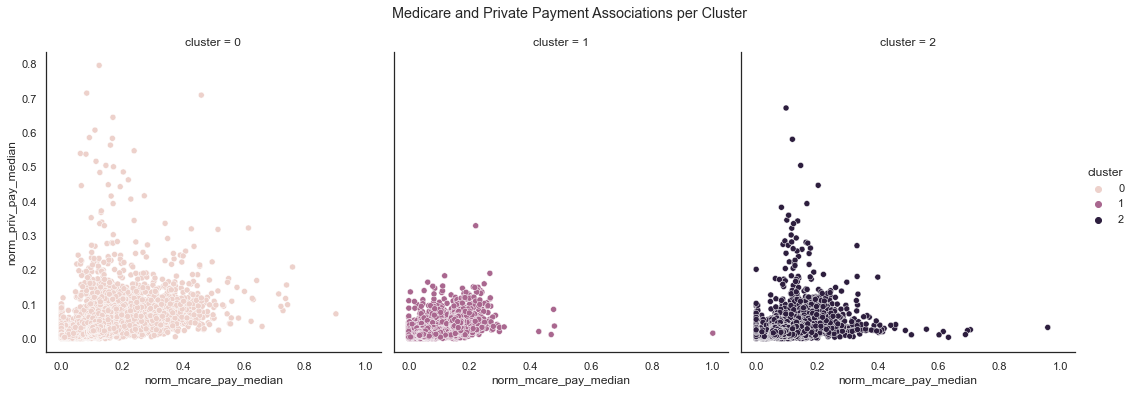 Medicare and Private Payment Associations per Cluster
cluster = 0
cluster = 1
cluster = 2
norm_priv_pay_median
0.8
0.7
0.6
0.5
0.4
0.3
0.2
0.1
0.0
0.0 0.2 0.4 0.6 0.8 1.0
0.0 0.2 0.4 0.6 0.8 1.0
0.0 0.2 0.4 0.6 0.8 1.0
norm_mcare_pay_median
norm_mcare_pay_median
norm_mcare_pay_median
cluster
0
1
2